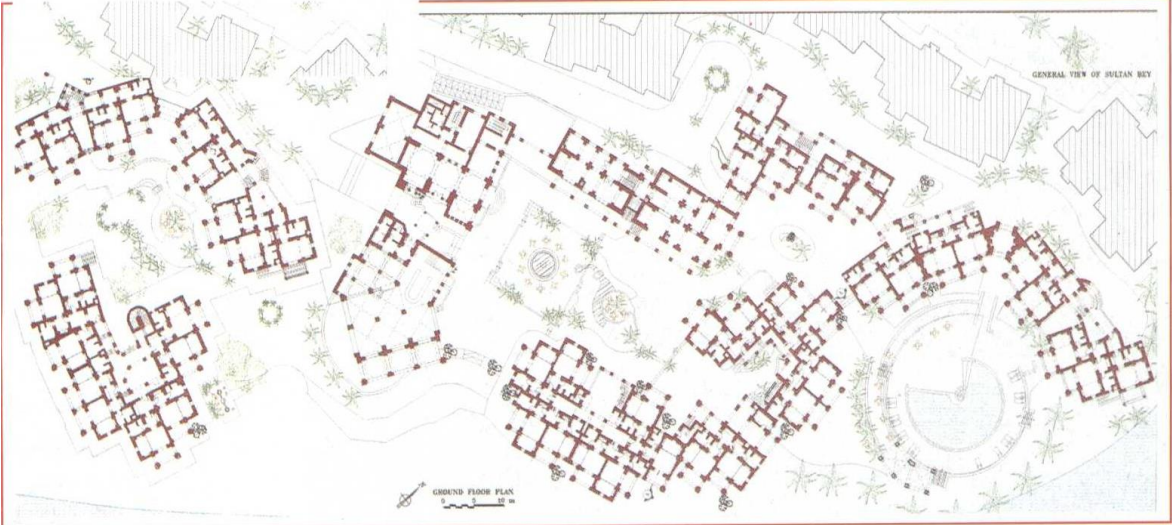 GENERAL VIEW OF SULTAN BEY
N
GROUND FLOOR PLAN
0 5 10 m